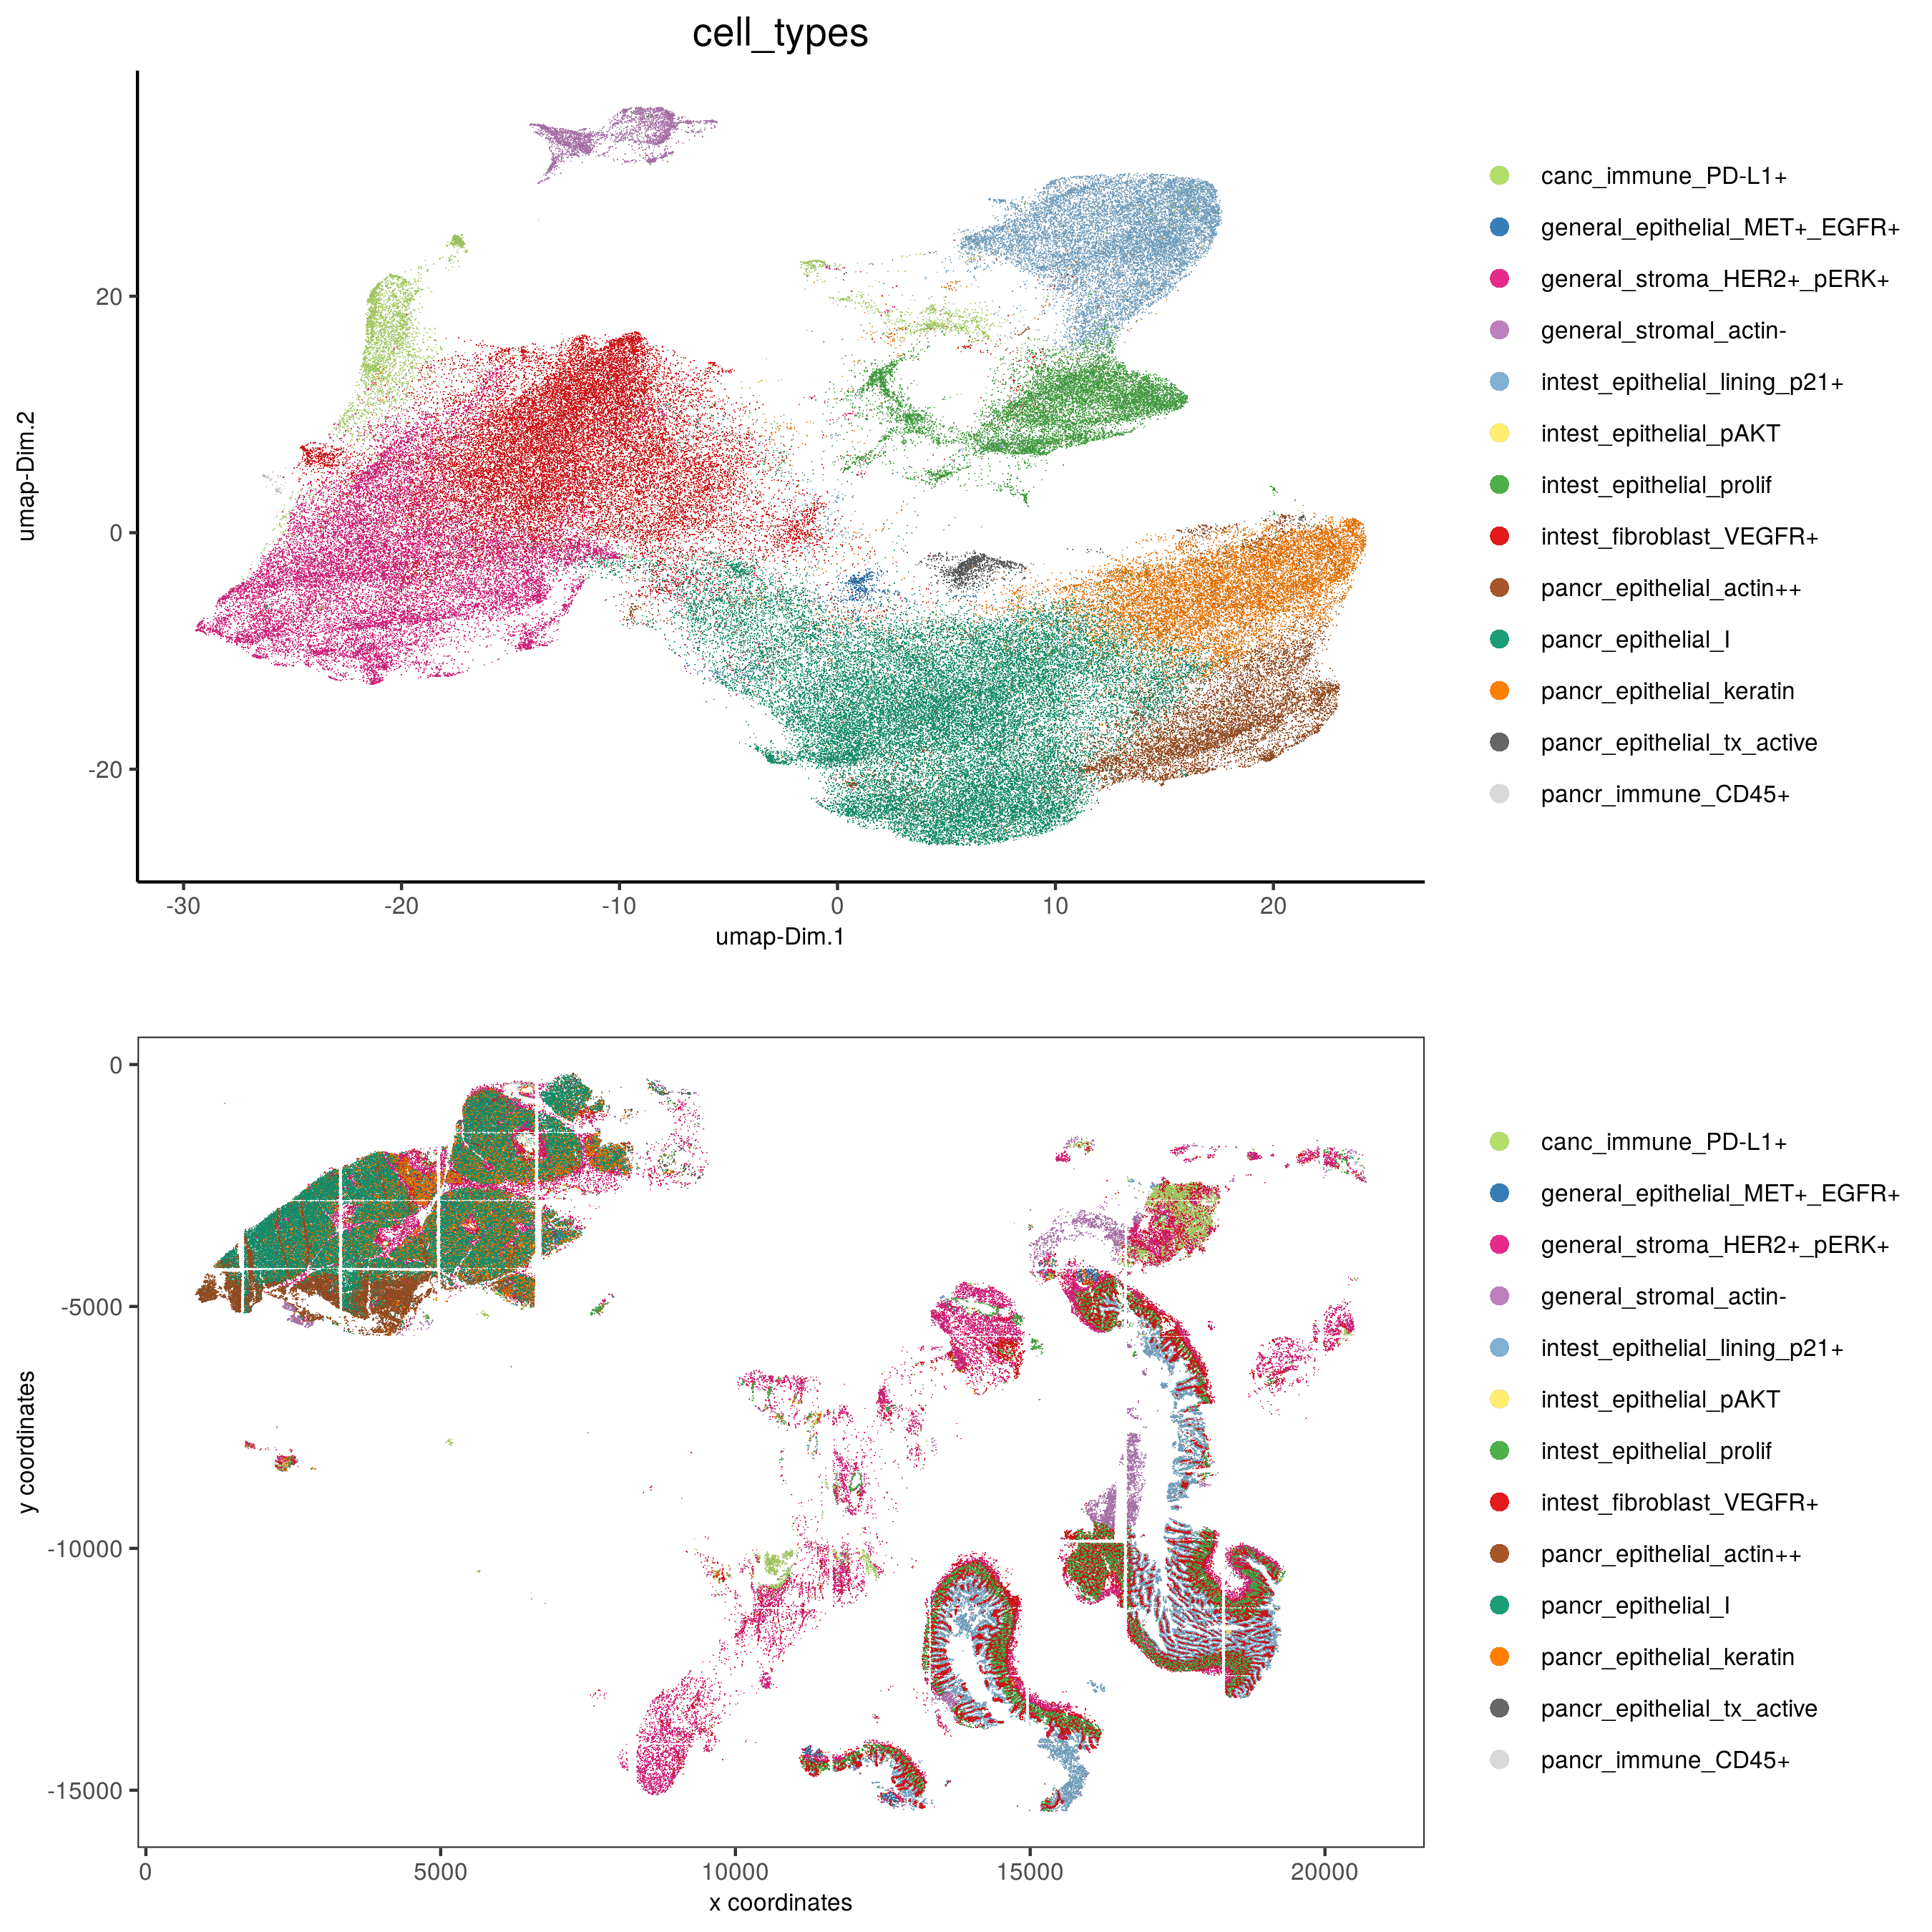 cell_types
umap-Dim.2
20
0
-20
-30
-20
-10
0
10
20
umap-Dim.1
canc_immune_PD-L1+
general_epithelial_MET+_EGFR+
general_stroma_HER2+_pERK+
general_stromal_actin-
intest_epithelial_lining_p21+
intest_epithelial_pAKT
intest_epithelial_prolif
intest_fibroblast_VEGFR+
pancr_epithelial_actin++
pancr_epithelial_I
pancr_epithelial_keratin
pancr_epithelial_tx_active
pancr_immune_CD45+
y coordinates
0
-5000
-10000
-15000
0
5000
10000
15000
20000
x coordinates
canc_immune_PD-L1+
general_epithelial_MET+_EGFR+
general_stroma_HER2+_pERK+
general_stromal_actin-
intest_epithelial_lining_p21+
intest_epithelial_pAKT
intest_epithelial_prolif
intest_fibroblast_VEGFR+
pancr_epithelial_actin++
pancr_epithelial_I
pancr_epithelial_keratin
pancr_epithelial_tx_active
pancr_immune_CD45+